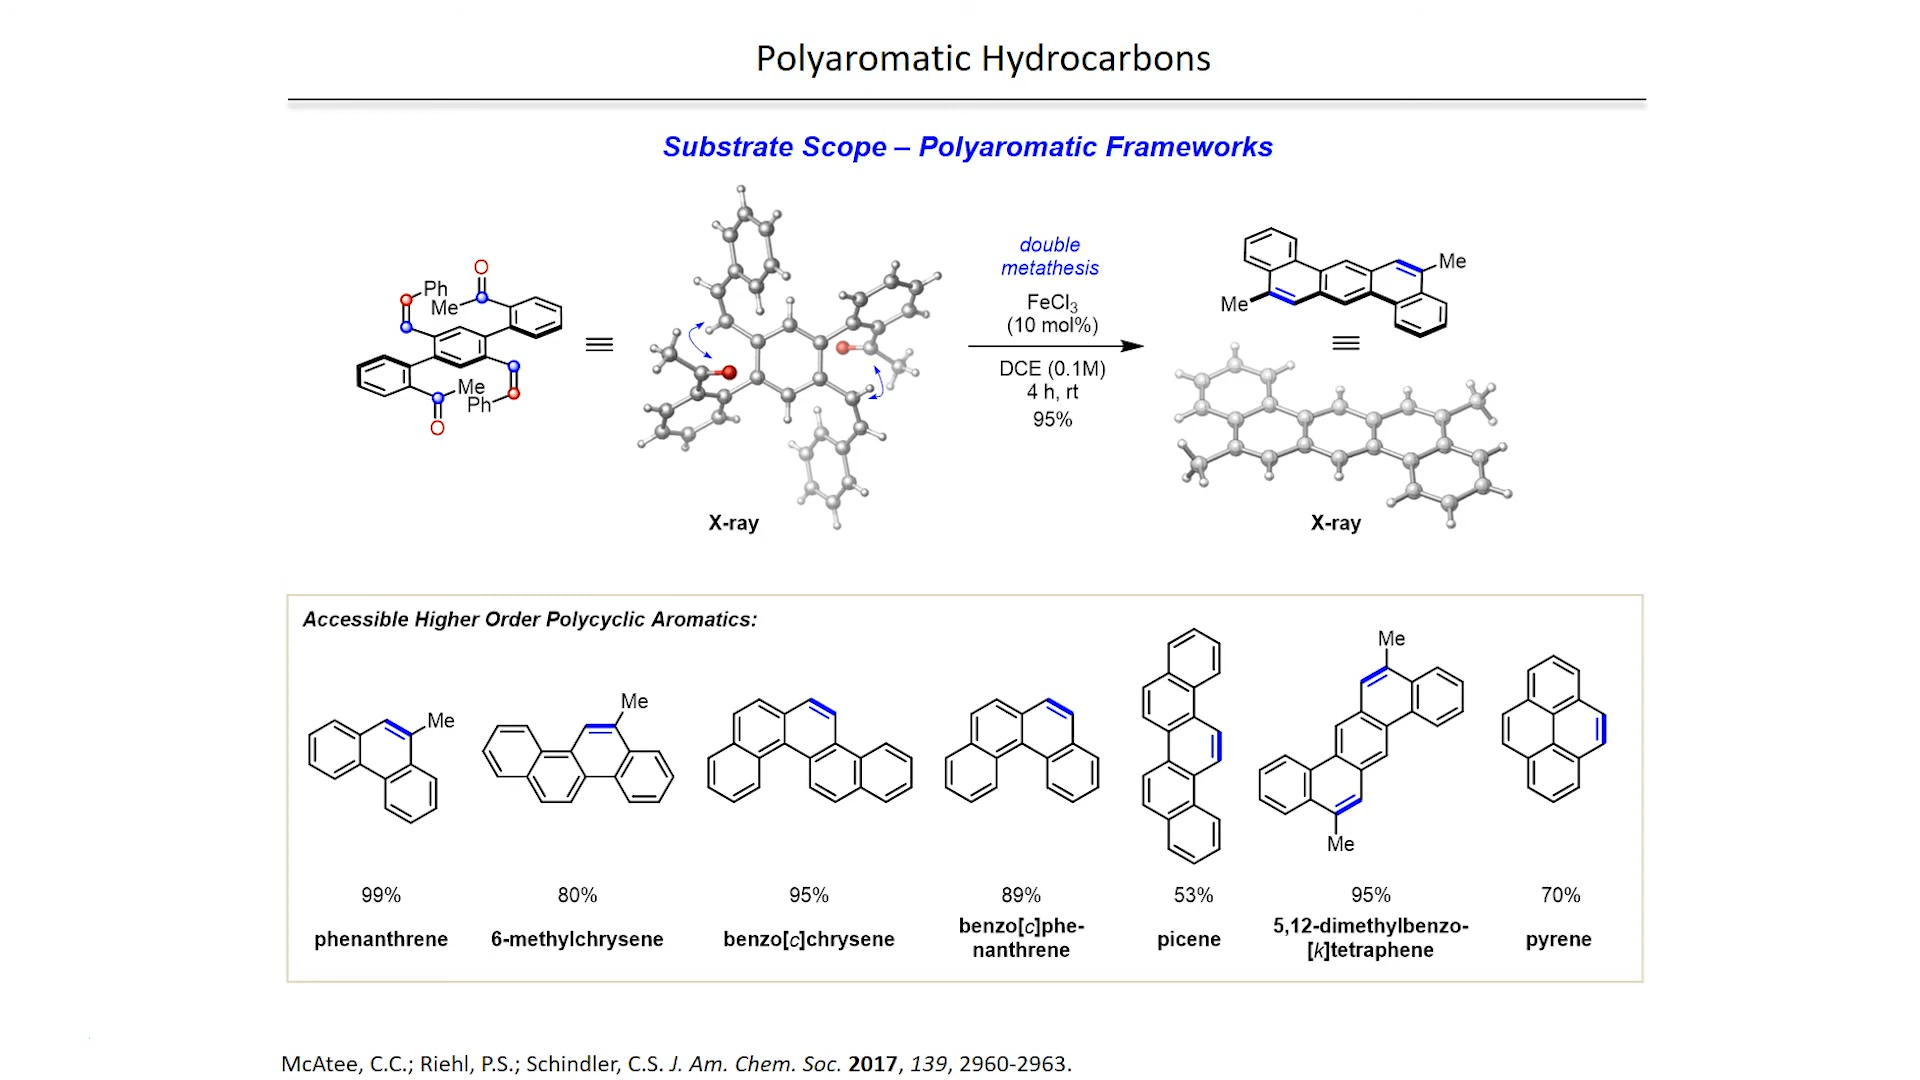 Polyaromatic Hydrocarbons
Substrate Scope – Polyaromatic Frameworks
O
Ph
Me
Me
Ph
O
X-ray
double
metathesis
FeCl3
(10 mol%)
DCE (0.1M)
4 h, rt
95%
Me
Me
X-ray
Accessible Higher Order Polycyclic Aromatics:
Me
Me
Me
Me
99%
80%
95%
89%
53%
95%
70%
phenanthrene
6-methylchrysene
benzo[c]chrysene
benzo[c]phe-
nanthrene
picene
5,12-dimethylbenzo-
[k]tetraphene
pyrene
McAtee, C.C.; Riehl, P.S.; Schindler, C.S. J. Am. Chem. Soc. 2017, 139, 2960-2963.